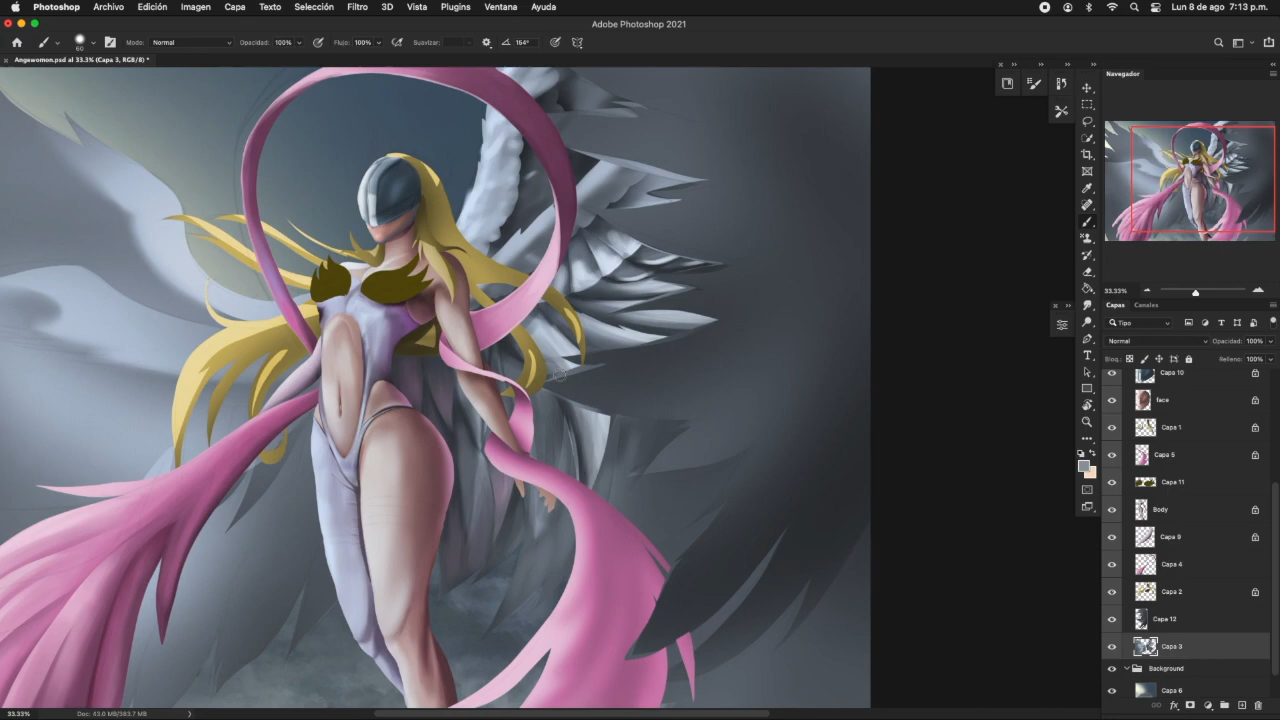 Photoshop Archivo Edición Imagen Capa Texto Selección Filtro 3D Vista Plugins Ventana Ayuda Lun 8 de ago 7:13 p.m.
Adobe Photoshop 2021
60 Modo: Normal Opacidad: 100% Flujo: 100% Suavizar: 164°
Angewomon.psd al 33.3% (Capa 3, RGB/8) *
Navegador
33.33%
Capas Canales
Tipo
Normal Opacidad: 100%
Bloq.: Relleno: 100%
Capa 10
face
Capa 1
Capa 5
Capa 11
Body
Capa 9
Capa 4
Capa 2
Capa 12
Capa 3
Background
Capa 6
33.33% Doc: 43.0 MB/383.7 MB